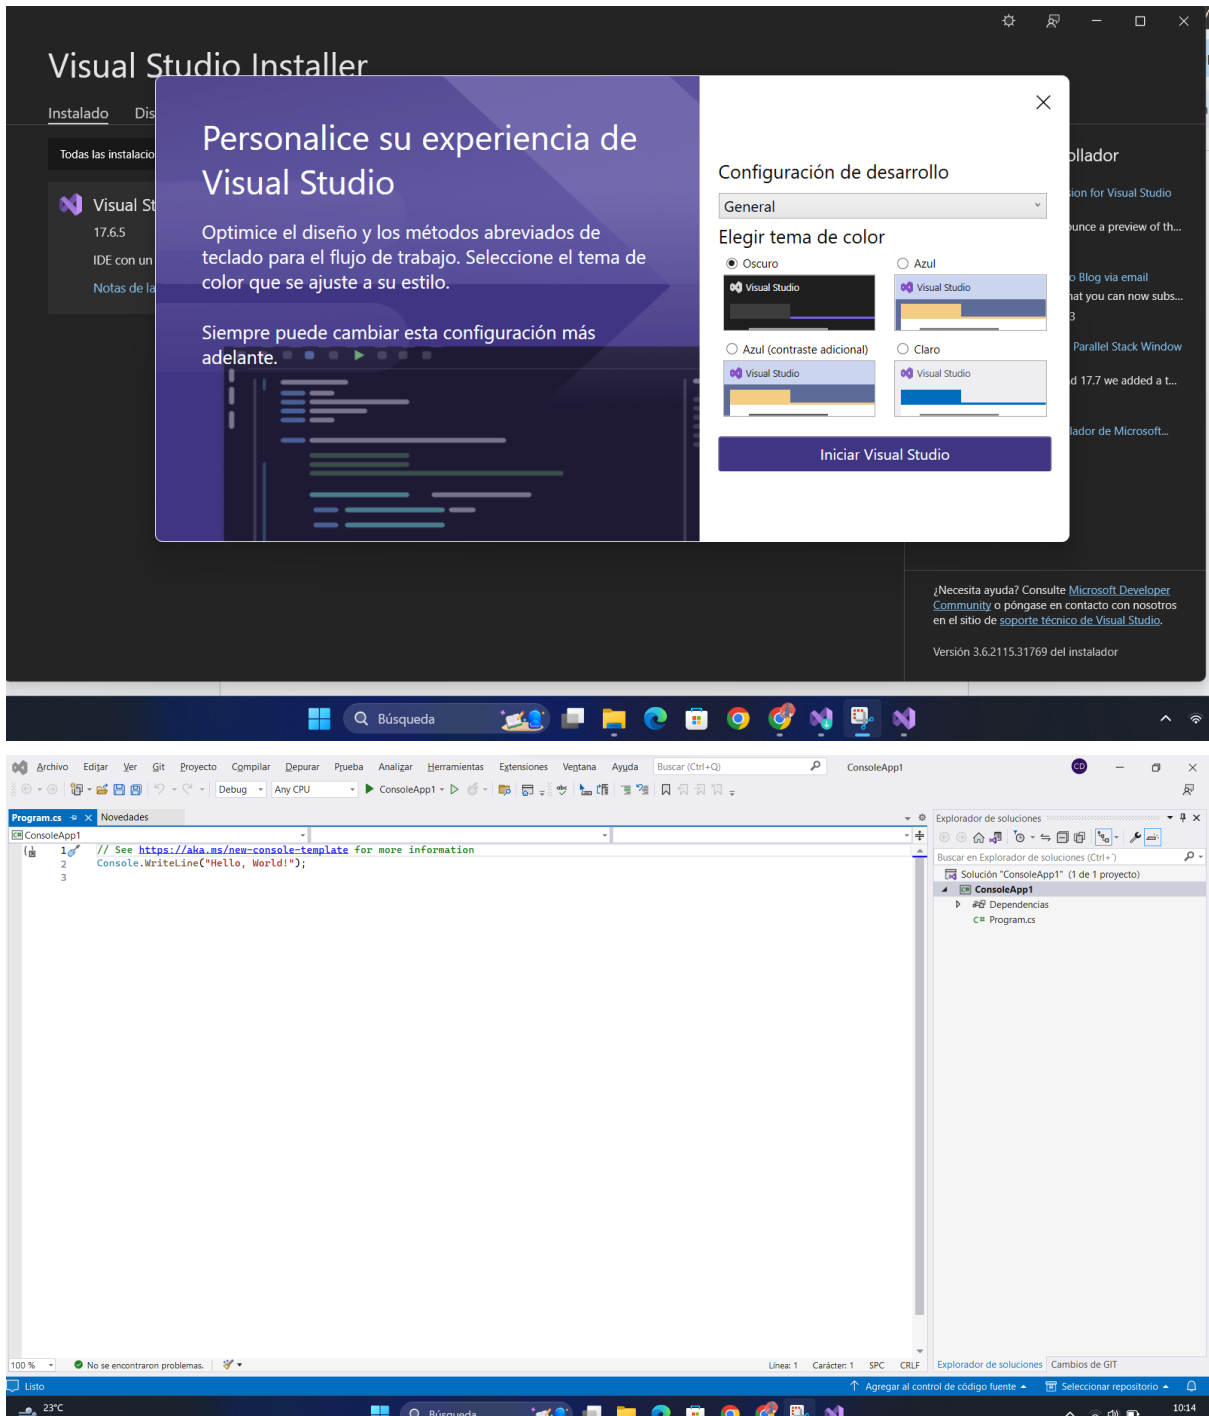 Visual Studio Installer
Instalado Dis
Todas las instalacio
Visual St
17.6.5
IDE con un
Notas de la
Personalice su experiencia de
Visual Studio
Optimice el diseño y los métodos abreviados de
teclado para el flujo de trabajo. Seleccione el tema de
color que se ajuste a su estilo.
Siempre puede cambiar esta configuración más
adelante.
Configuración de desarrollo
General
Elegir tema de color
Oscuro
Azul
Visual Studio
Visual Studio
Azul (contraste adicional)
Claro
Visual Studio
Visual Studio
Iniciar Visual Studio
ollador
sion for Visual Studio
ounce a preview of th...
o Blog via email
hat you can now subs...
3
Parallel Stack Window
d 17.7 we added a t...
lador de Microsoft...
¿Necesita ayuda? Consulte Microsoft Developer
Community o póngase en contacto con nosotros
en el sitio de soporte técnico de Visual Studio.
Versión 3.6.2115.31769 del instalador
Búsqueda
Archivo Editar Ver Git Proyecto Compilar Depurar Prueba Analizar Herramientas Extensiones Ventana Ayuda Buscar (Ctrl+Q) ConsoleApp1 CD
Debug Any CPU ConsoleApp1
Program.cs Novedades
ConsoleApp1
1 // See https://aka.ms/new-console-template for more information
2 Console.WriteLine("Hello, World!");
3
Explorador de soluciones
Buscar en Explorador de soluciones (Ctrl+`)
Solución "ConsoleApp1" (1 de 1 proyecto)
ConsoleApp1
Dependencias
C# Program.cs
100 % No se encontraron problemas. Línea: 1 Carácter: 1 SPC CRLF
Explorador de soluciones Cambios de GIT
Listo Agregar al control de código fuente Seleccionar repositorio
23°C
Búsqueda
10:14